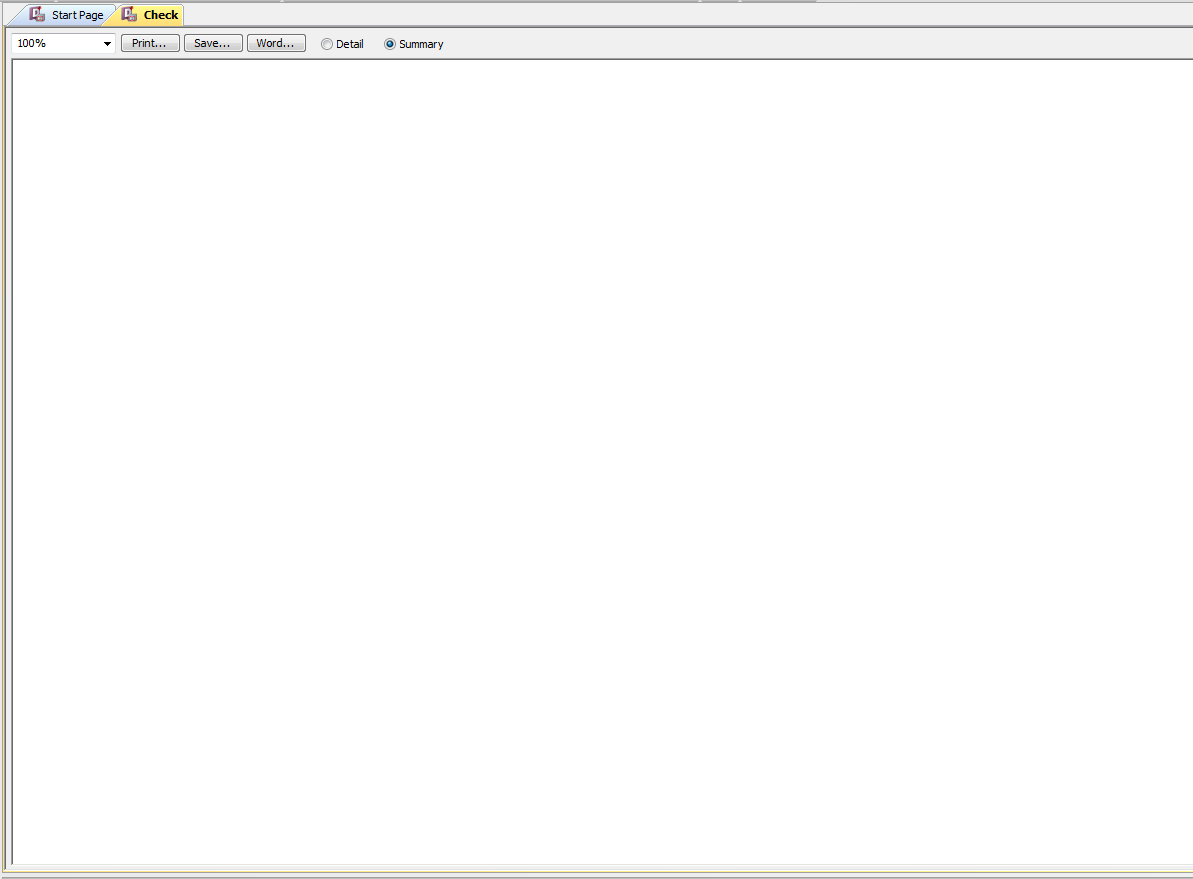 Start Page Check
100% Print... Save... Word... Detail Summary